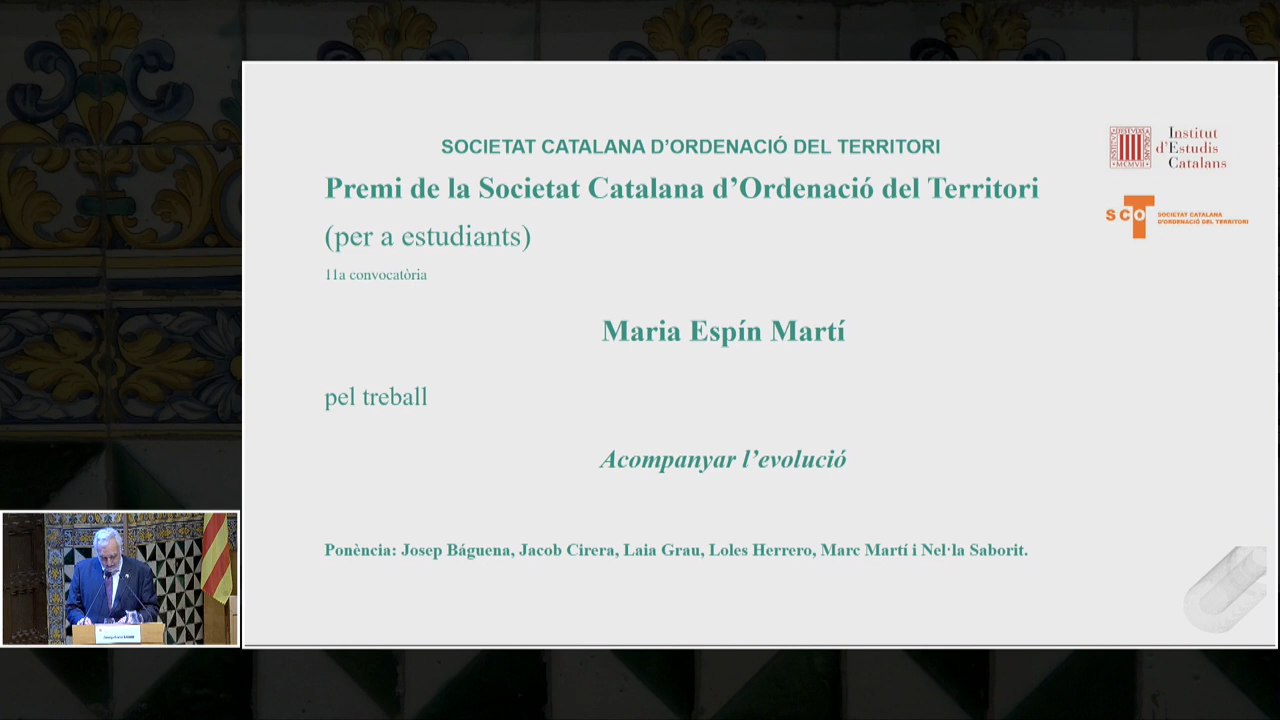 SOCIETAT CATALANA D'ORDENACIÓ DEL TERRITORI
Premi de la Societat Catalana d'Ordenació del Territori
(per a estudiants)
11a convocatòria
Maria Espín Martí
pel treball
Acompanyar l'evolució
Ponència: Josep Báguena, Jacob Cirera, Laia Grau, Loles Herrero, Marc Martí i Nel·la Saborit.
Institut
d'Estudis
Catalans
MCMVII
SCOT
SOCIETAT CATALANA
D'ORDENACIÓ DEL TERRITORI